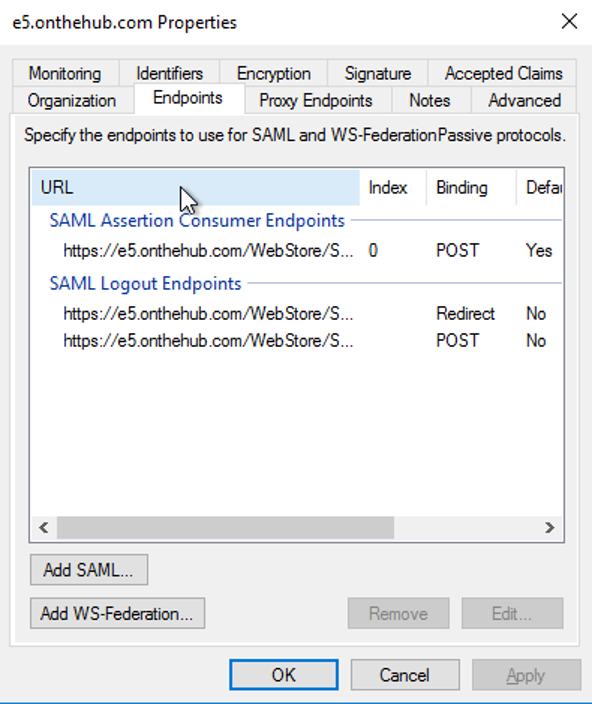 e5.onthehub.com Properties
Monitoring Identifiers Encryption Signature Accepted Claims
Organization Endpoints Proxy Endpoints Notes Advanced
Specify the endpoints to use for SAML and WS-FederationPassive protocols.
URL Index Binding Defau
SAML Assertion Consumer Endpoints
https://e5.onthehub.com/WebStore/S... 0 POST Yes
SAML Logout Endpoints
https://e5.onthehub.com/WebStore/S... Redirect No
https://e5.onthehub.com/WebStore/S... POST No
Add SAML...
Add WS-Federation... Remove Edit...
OK Cancel Apply